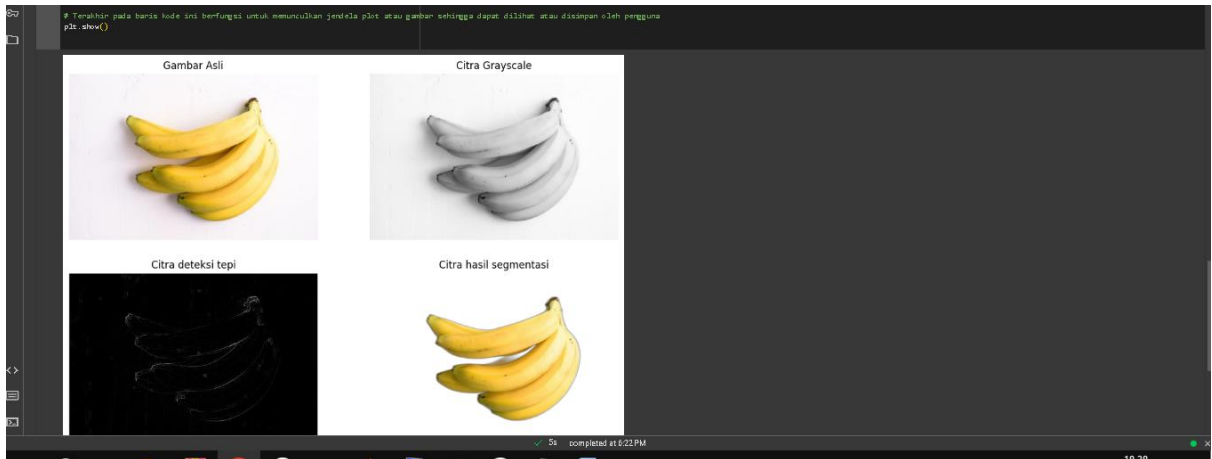 # Terakhir pada baris kode ini berfungsi untuk memunculkan jendela plot atau gambar sehingga dapat dilihat atau disimpan oleh pengguna
plt.show()
Gambar Asli
Citra Grayscale
Citra deteksi tepi
Citra hasil segmentasi
5s completed at 6:22 PM